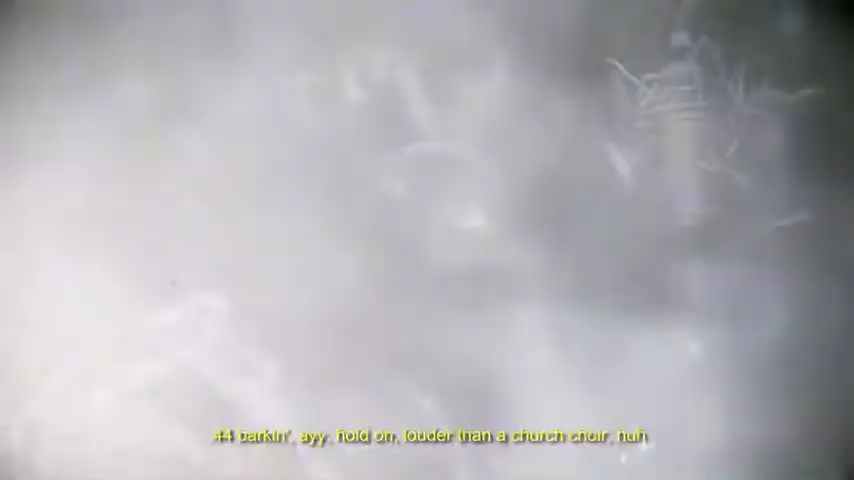 44 barkin', ayy, hold on, louder than a church choir, huh